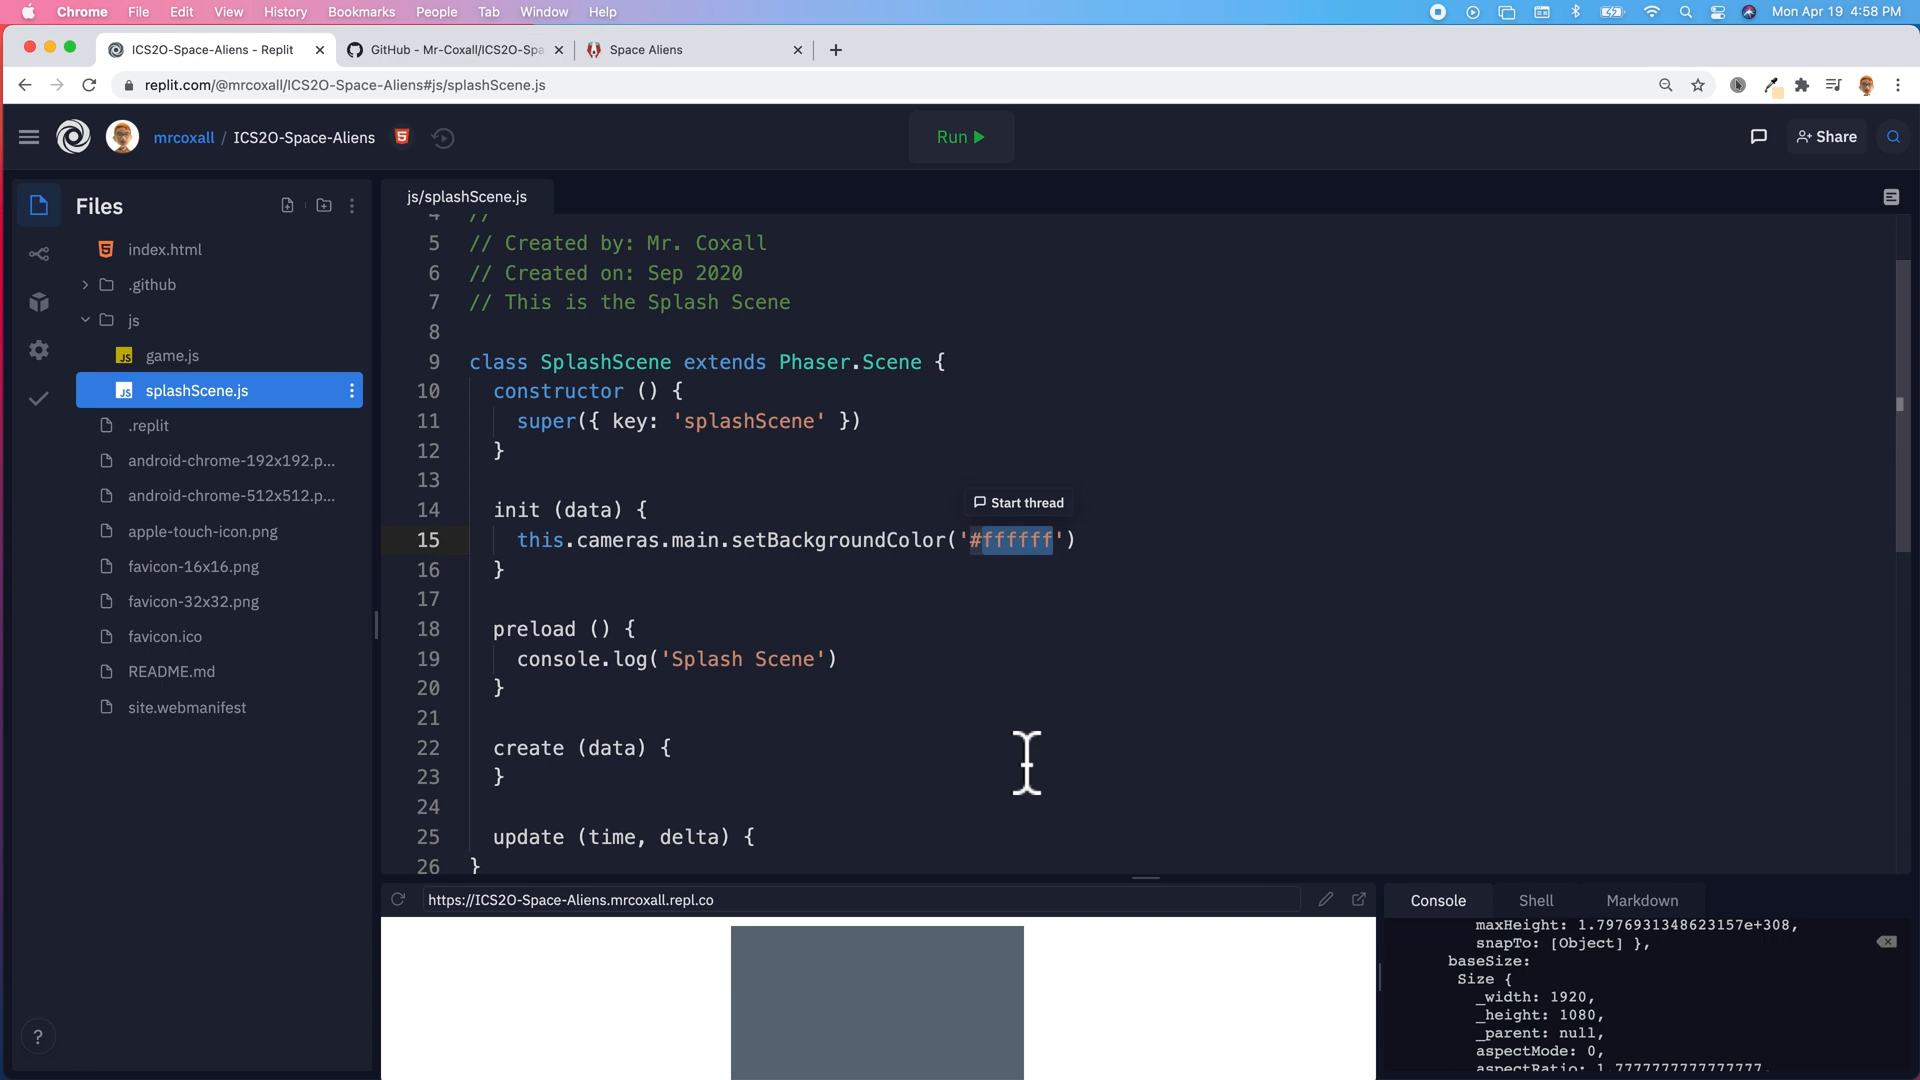 Chrome File Edit View History Bookmarks People Tab Window Help Mon Apr 19 4:58 PM
ICS2O-Space-Aliens - Replit GitHub - Mr-Coxall/ICS2O-Spa Space Aliens
replit.com/@mrcoxall/ICS2O-Space-Aliens#js/splashScene.js
mrcoxall / ICS2O-Space-Aliens Run Share
Files
index.html
.github
js
game.js
splashScene.js
.replit
android-chrome-192x192.p...
android-chrome-512x512.p...
apple-touch-icon.png
favicon-16x16.png
favicon-32x32.png
favicon.ico
README.md
site.webmanifest
js/splashScene.js
4 //
5 // Created by: Mr. Coxall
6 // Created on: Sep 2020
7 // This is the Splash Scene
8
9 class SplashScene extends Phaser.Scene {
10 constructor () {
11 super({ key: 'splashScene' })
12 }
13
Start thread
14 init (data) {
15 this.cameras.main.setBackgroundColor('#ffffff')
16 }
17
18 preload () {
19 console.log('Splash Scene')
20 }
21
22 create (data) {
23 }
24
25 update (time, delta) {
26 }
https://ICS2O-Space-Aliens.mrcoxall.repl.co
Console Shell Markdown
maxHeight: 1.7976931348623157e+308,
snapTo: [Object] },
baseSize:
Size {
_width: 1920,
_height: 1080,
_parent: null,
aspectMode: 0,
aspectRatio: 1.7777777777777777,
?